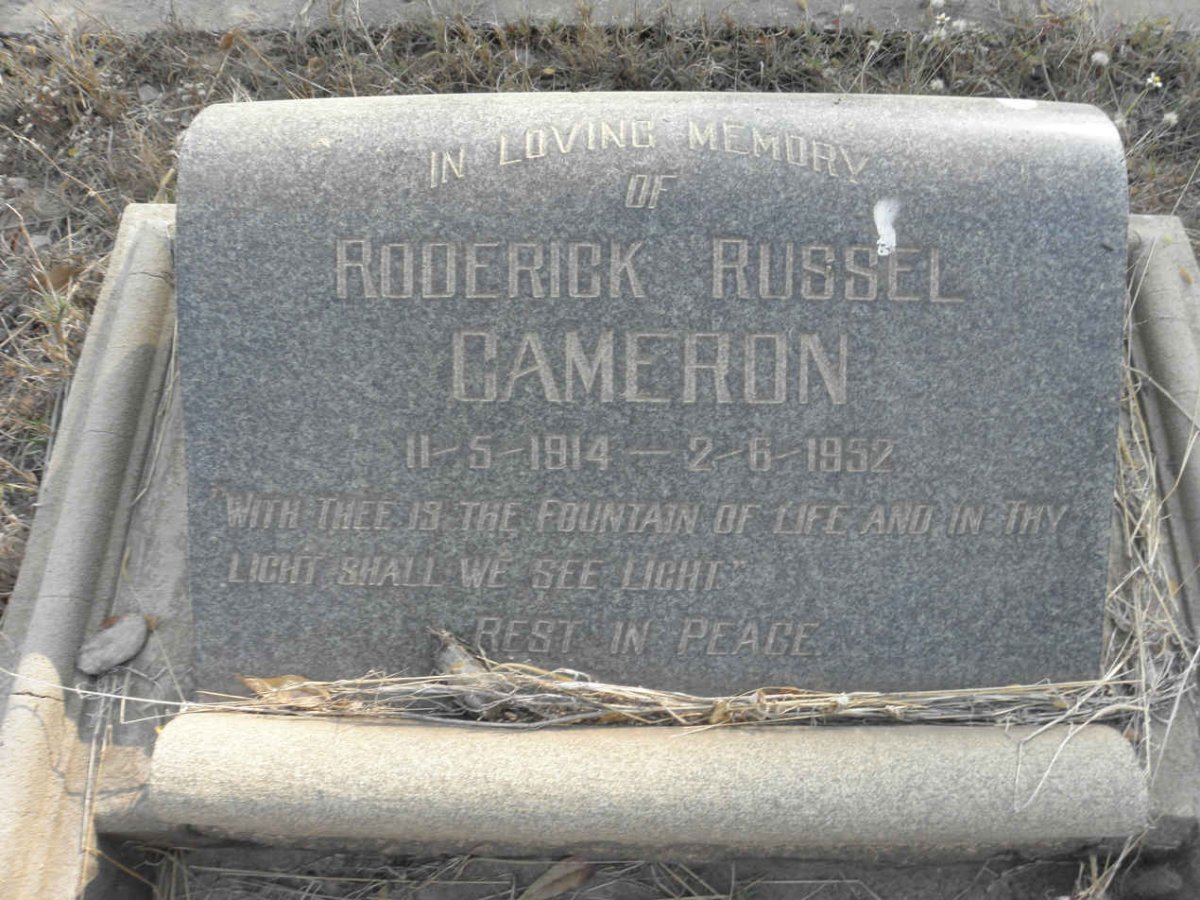 IN LOVING MEMORY
OF
RODERICK RUSSEL
CAMERON
11-5-1914 — 2-6-1952
"WITH THEE IS THE FOUNTAIN OF LIFE AND IN THY
LIGHT SHALL WE SEE LIGHT."
REST IN PEACE